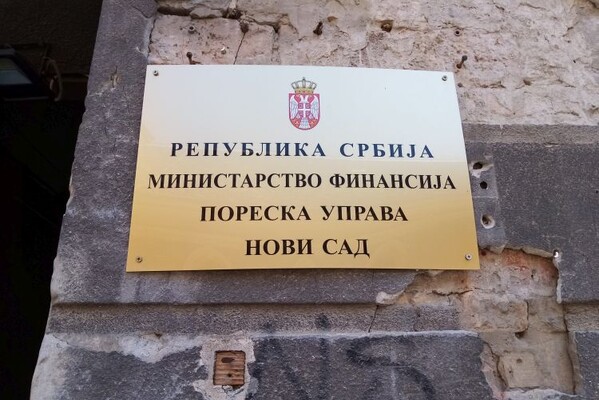 РЕПУБЛИКА СРБИЈА
МИНИСТАРСТВО ФИНАНСИЈА
ПОРЕСКА УПРАВА
НОВИ САД